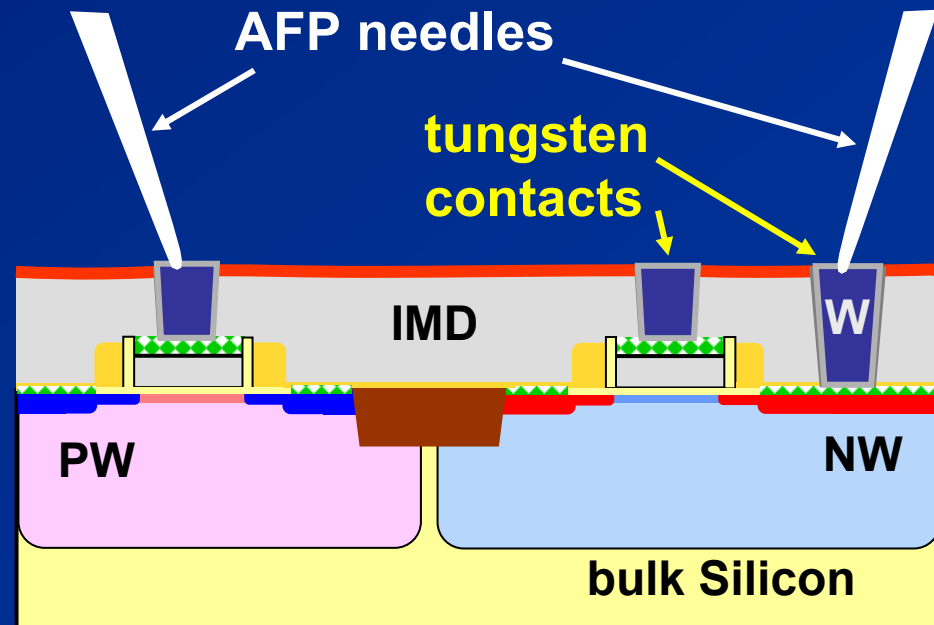 AFP needles
tungsten
contacts
IMD
W
PW
NW
bulk Silicon